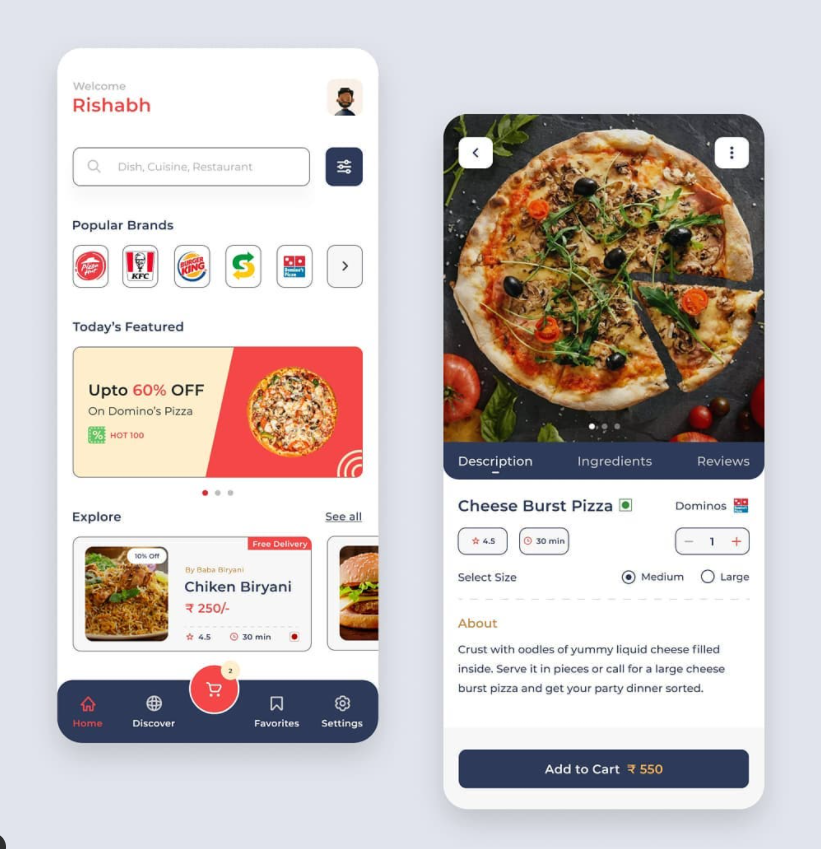 Welcome
Rishabh
Dish, Cuisine, Restaurant
Popular Brands
Pizza Hut
KFC
BURGER KING
Domino's Pizza
Today's Featured
Upto 60% OFF
On Domino's Pizza
% HOT 100
Explore
See all
10% Off
Free Delivery
By Baba Biryani
Chiken Biryani
₹ 250/-
4.5
30 min
2
Home
Discover
Favorites
Settings
Description
Ingredients
Reviews
Cheese Burst Pizza
Dominos
4.5
30 min
− 1 +
Select Size
Medium
Large
About
Crust with oodles of yummy liquid cheese filled
inside. Serve it in pieces or call for a large cheese
burst pizza and get your party dinner sorted.
Add to Cart ₹ 550